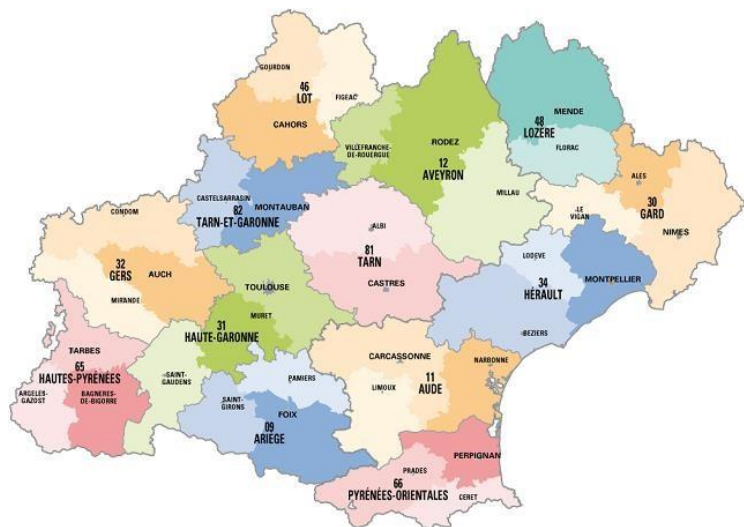 GOURDON
46
LOT
FIGEAC
CAHORS
VILLEFRANCHE-
DE-ROUERGUE
RODEZ
12
AVEYRON
MILLAU
MENDE
48
LOZÈRE
FLORAC
ALES
30
GARD
LE
VIGAN
NIMES
CASTELSARRASIN
MONTAUBAN
82
TARN-ET-GARONNE
CONDOM
32
GERS
AUCH
MIRANDE
ALBI
81
TARN
CASTRES
LODEVE
34
HÉRAULT
MONTPELLIER
BEZIERS
TOULOUSE
MURET
31
HAUTE-GARONNE
SAINT-
GAUDENS
TARBES
65
HAUTES-PYRÉNÉES
ARGELES-
GAZOST
BAGNERES-
DE-BIGORRE
PAMIERS
SAINT-
GIRONS
FOIX
09
ARIEGE
CARCASSONNE
NARBONNE
LIMOUX
11
AUDE
PERPIGNAN
PRADES
66
PYRÉNÉES-ORIENTALES
CERET